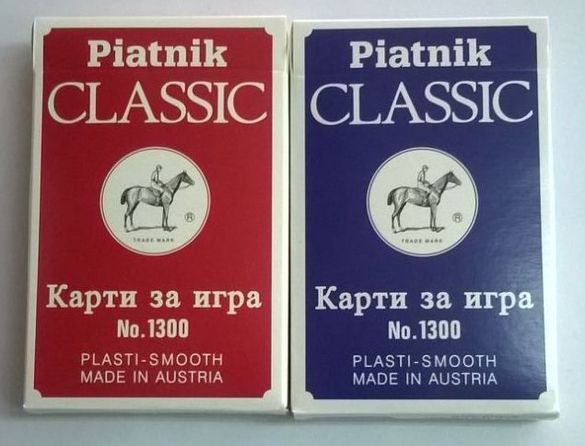 Piatnik
CLASSIC
®
TRADE MARK
Карти за игра
No.1300
PLASTI-SMOOTH
MADE IN AUSTRIA
Piatnik
CLASSIC
®
TRADE MARK
Карти за игра
No.1300
PLASTI-SMOOTH
MADE IN AUSTRIA